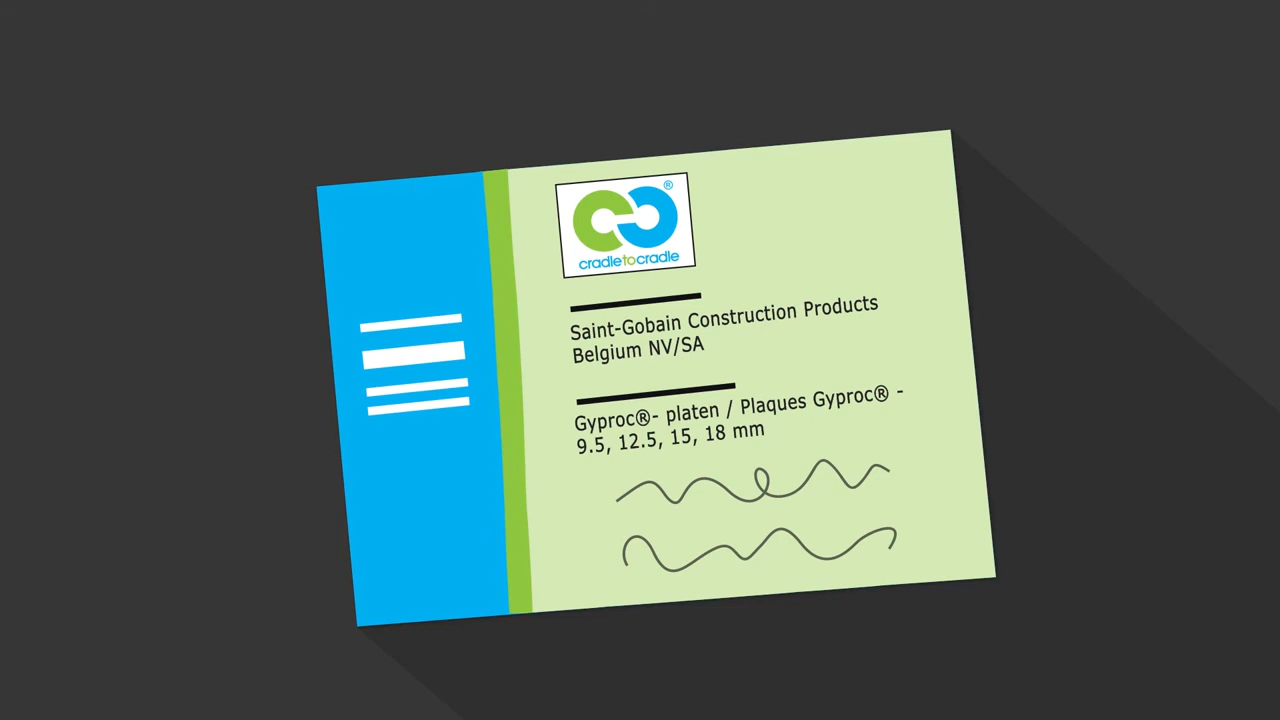 ®
cradletocradle
Saint-Gobain Construction Products
Belgium NV/SA
Gyproc®- platen / Plaques Gyproc® -
9.5, 12.5, 15, 18 mm